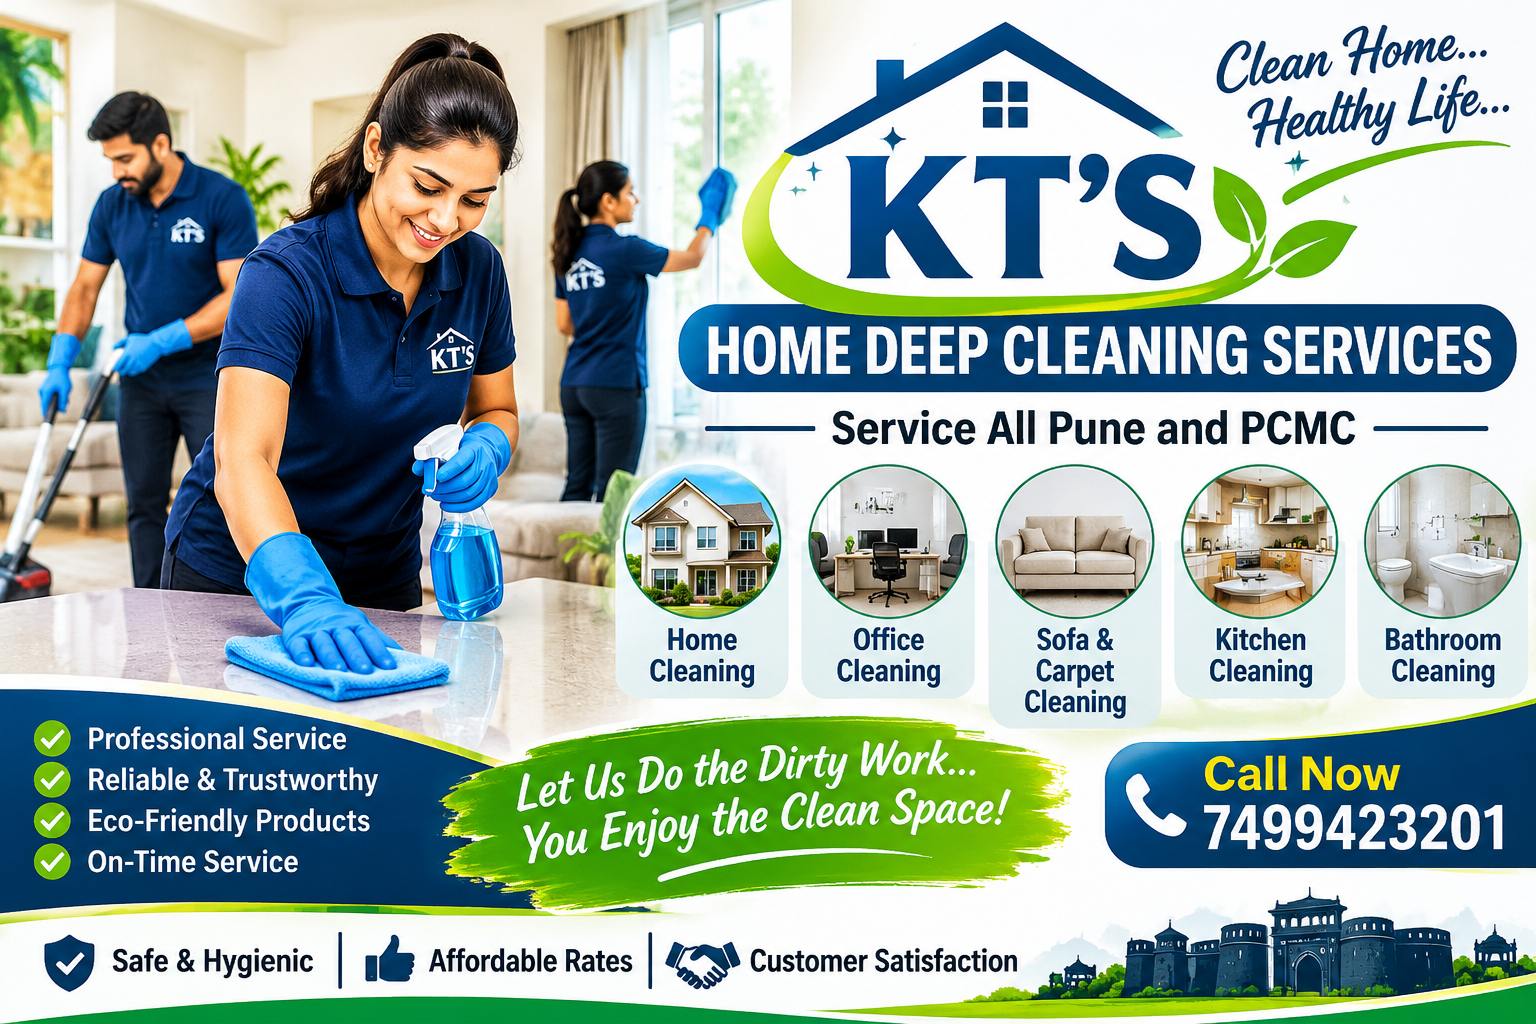 Clean Home...
Healthy Life...
KT'S
KT'S
KT'S
KT'S
HOME DEEP CLEANING SERVICES
Service All Pune and PCMC
Home
Cleaning
Office
Cleaning
Sofa &
Carpet
Cleaning
Kitchen
Cleaning
Bathroom
Cleaning
Professional Service
Reliable & Trustworthy
Eco-Friendly Products
On-Time Service
Let Us Do the Dirty Work...
You Enjoy the Clean Space!
Call Now
7499423201
Safe & Hygienic
Affordable Rates
Customer Satisfaction